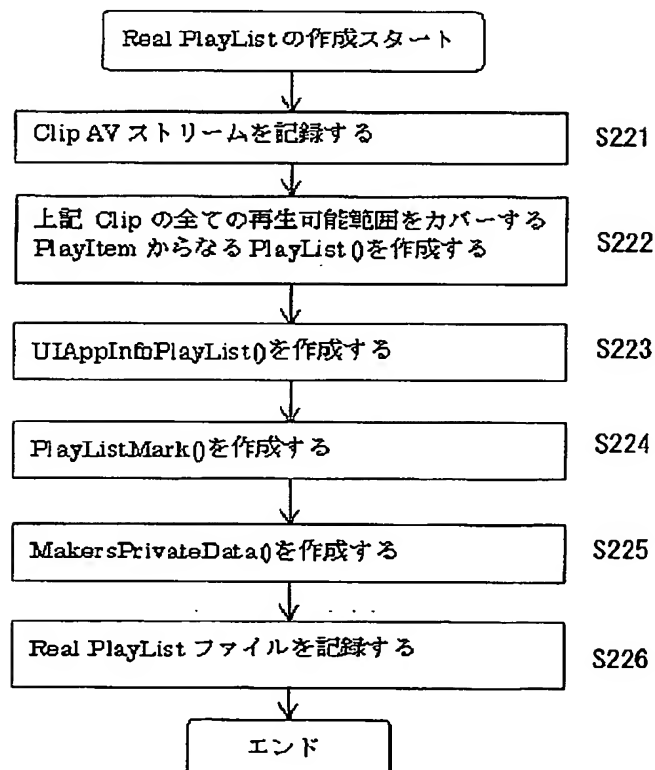 Real PlayListの作成スタート
Clip AVストリームを記録する
S221
上記 Clip の全ての再生可能範囲をカバーする
PlayItem からなる PlayList()を作成する
S222
UIAppInfoPlayList()を作成する
S223
PlayListMark()を作成する
S224
MakersPrivateData()を作成する
S225
Real PlayList ファイルを記録する
S226
エンド